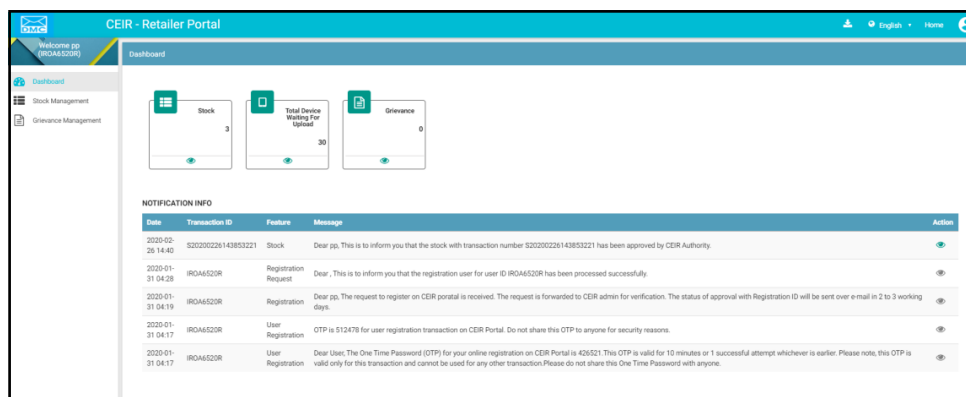 DMC
CEIR - Retailer Portal
English
Home
Welcome pp
(IROA6520R)
Dashboard
Dashboard
Stock Management
Grievance Management
Stock
3
Total Device
Waiting For
Upload
30
Grievance
0
NOTIFICATION INFO
Date Transaction ID Feature Message Action
2020-02-
26 14:40 S20200226143853221 Stock Dear pp, This is to inform you that the stock with transaction number S20200226143853221 has been approved by CEIR Authority.
2020-01-
31 04:28 IROA6520R Registration
Request Dear , This is to inform you that the registration user for user ID IROA6520R has been processed successfully.
2020-01-
31 04:19 IROA6520R Registration Dear pp, The request to register on CEIR poratal is received. The request is forwarded to CEIR admin for verification. The status of approval with Registration ID will be sent over e-mail in 2 to 3 working
days.
2020-01-
31 04:17 IROA6520R User
Registration OTP is 512478 for user registration transaction on CEIR Portal. Do not share this OTP to anyone for security reasons.
2020-01-
31 04:17 IROA6520R User
Registration Dear User, The One Time Password (OTP) for your online registration on CEIR Portal is 426521.This OTP is valid for 10 minutes or 1 successful attempt whichever is earlier. Please note, this OTP is
valid only for this transaction and cannot be used for any other transaction.Please do not share this One Time Password with anyone.